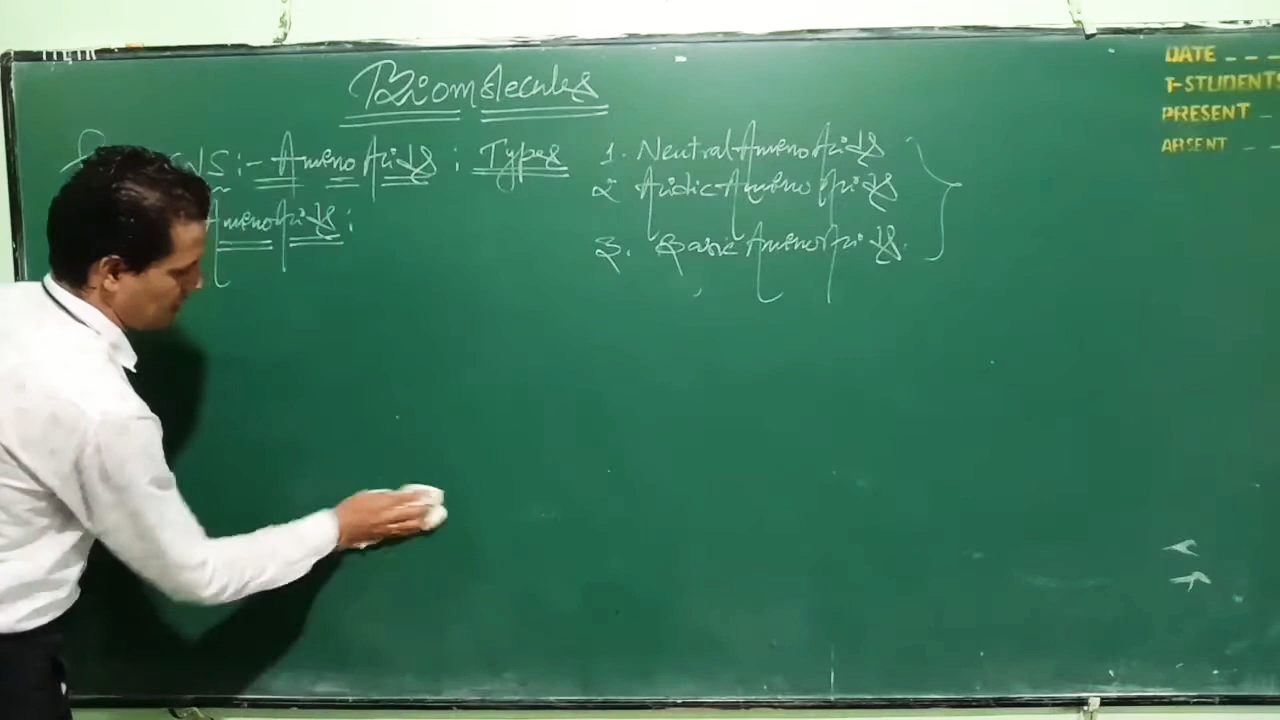 Biomolecules
:- Amino Acids : Types
1. Neutral Amino Acids
2. Acidic Amino Acids
3. Basic Amino Acids
Amino Acids :
DATE
T-STUDENTS
PRESENT
ABSENT